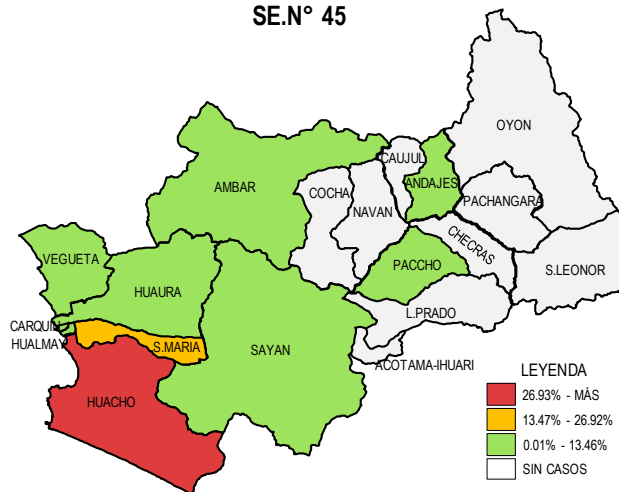 SE.N° 45
OYON
CAUJUL
AMBAR
COCHA
ANDAJES
NAVAN
PACHANGARA
CHECRAS
VEGUETA
PACCHO
S.LEONOR
HUAURA
L.PRADO
CARQUIN
HUALMAY
S.MARIA
SAYAN
ACOTAMA-IHUARI
HUACHO
LEYENDA
26.93% - MÁS
13.47% - 26.92%
0.01% - 13.46%
SIN CASOS